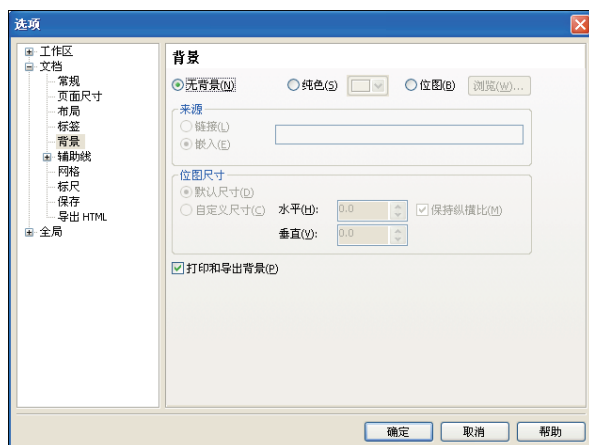 选项
工作区
文档
常规
页面尺寸
布局
标签
背景
辅助线
网格
标尺
保存
导出 HTML
全局
背景
无背景(N) 纯色(S) 位图(B) 浏览(W)...
来源
链接(L)
嵌入(E)
位图尺寸
默认尺寸(D)
自定义尺寸(C) 水平(H): 0.0 保持纵横比(M)
垂直(V): 0.0
打印和导出背景(P)
确定 取消 帮助